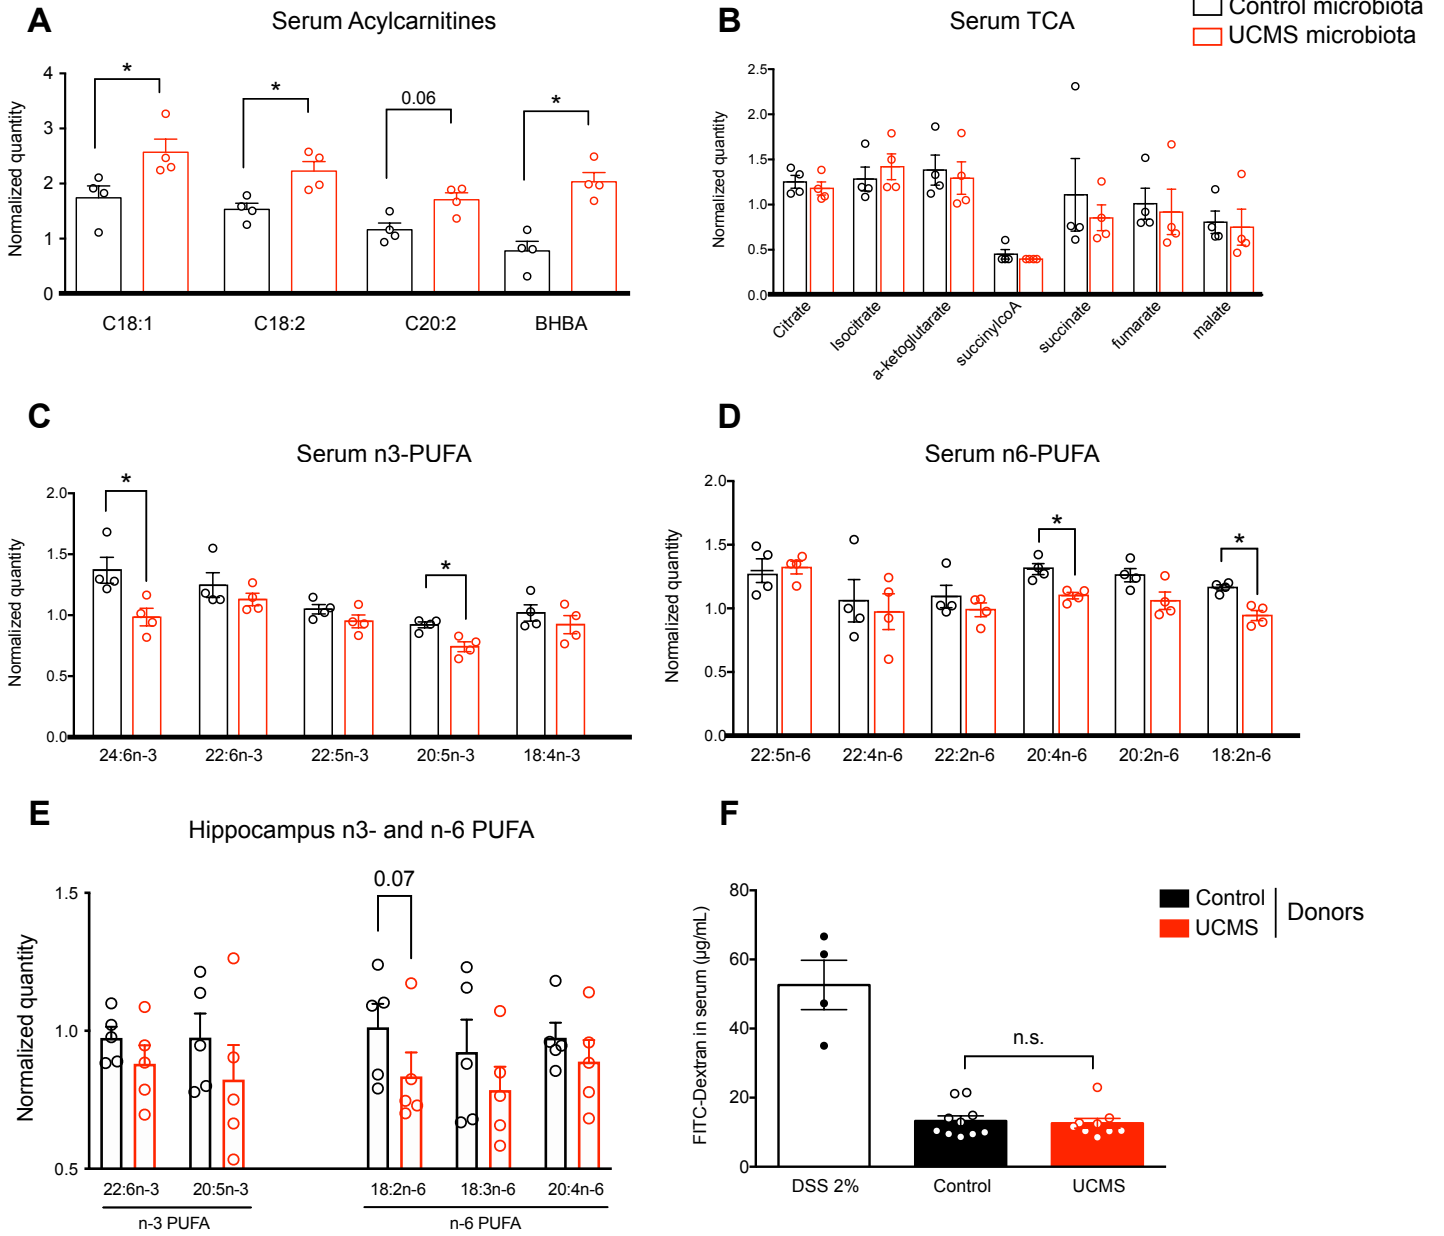 A
Serum Acylcarnitines
Normalized quantity
4
3
2
1
0
*
*
0.06
*
C18:1
C18:2
C20:2
BHBA
B
Serum TCA
Control microbiota
UCMS microbiota
Normalized quantity
2.5
2.0
1.5
1.0
0.5
0.0
Citrate
Isocitrate
a-ketoglutarate
succinylcoA
succinate
fumarate
malate
C
Serum n3-PUFA
Normalized quantity
2.0
1.5
1.0
0.5
0.0
*
*
24:6n-3
22:6n-3
22:5n-3
20:5n-3
18:4n-3
D
Serum n6-PUFA
Normalized quantity
2.0
1.5
1.0
0.5
0.0
*
*
22:5n-6
22:4n-6
22:2n-6
20:4n-6
20:2n-6
18:2n-6
E
Hippocampus n3- and n-6 PUFA
Normalized quantity
1.5
1.0
0.5
0.07
22:6n-3
20:5n-3
18:2n-6
18:3n-6
20:4n-6
n-3 PUFA
n-6 PUFA
F
FITC-Dextran in serum (µg/mL)
80
60
40
20
0
n.s.
Control
UCMS
Donors
DSS 2%
Control
UCMS